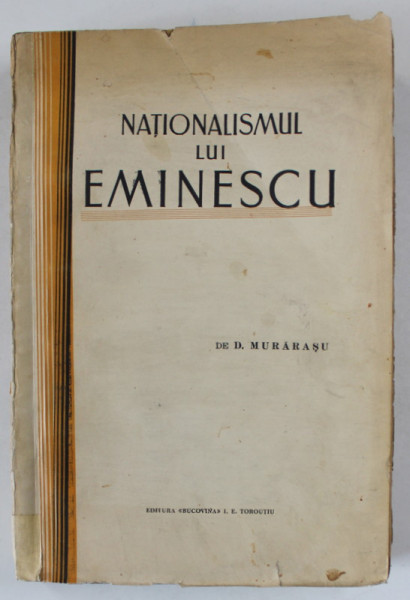 NAȚIONALISMUL
LUI
EMINESCU
DE D. MURĂRAȘU
EDITURA «BUCOVINA» I. E. TOROUȚIU